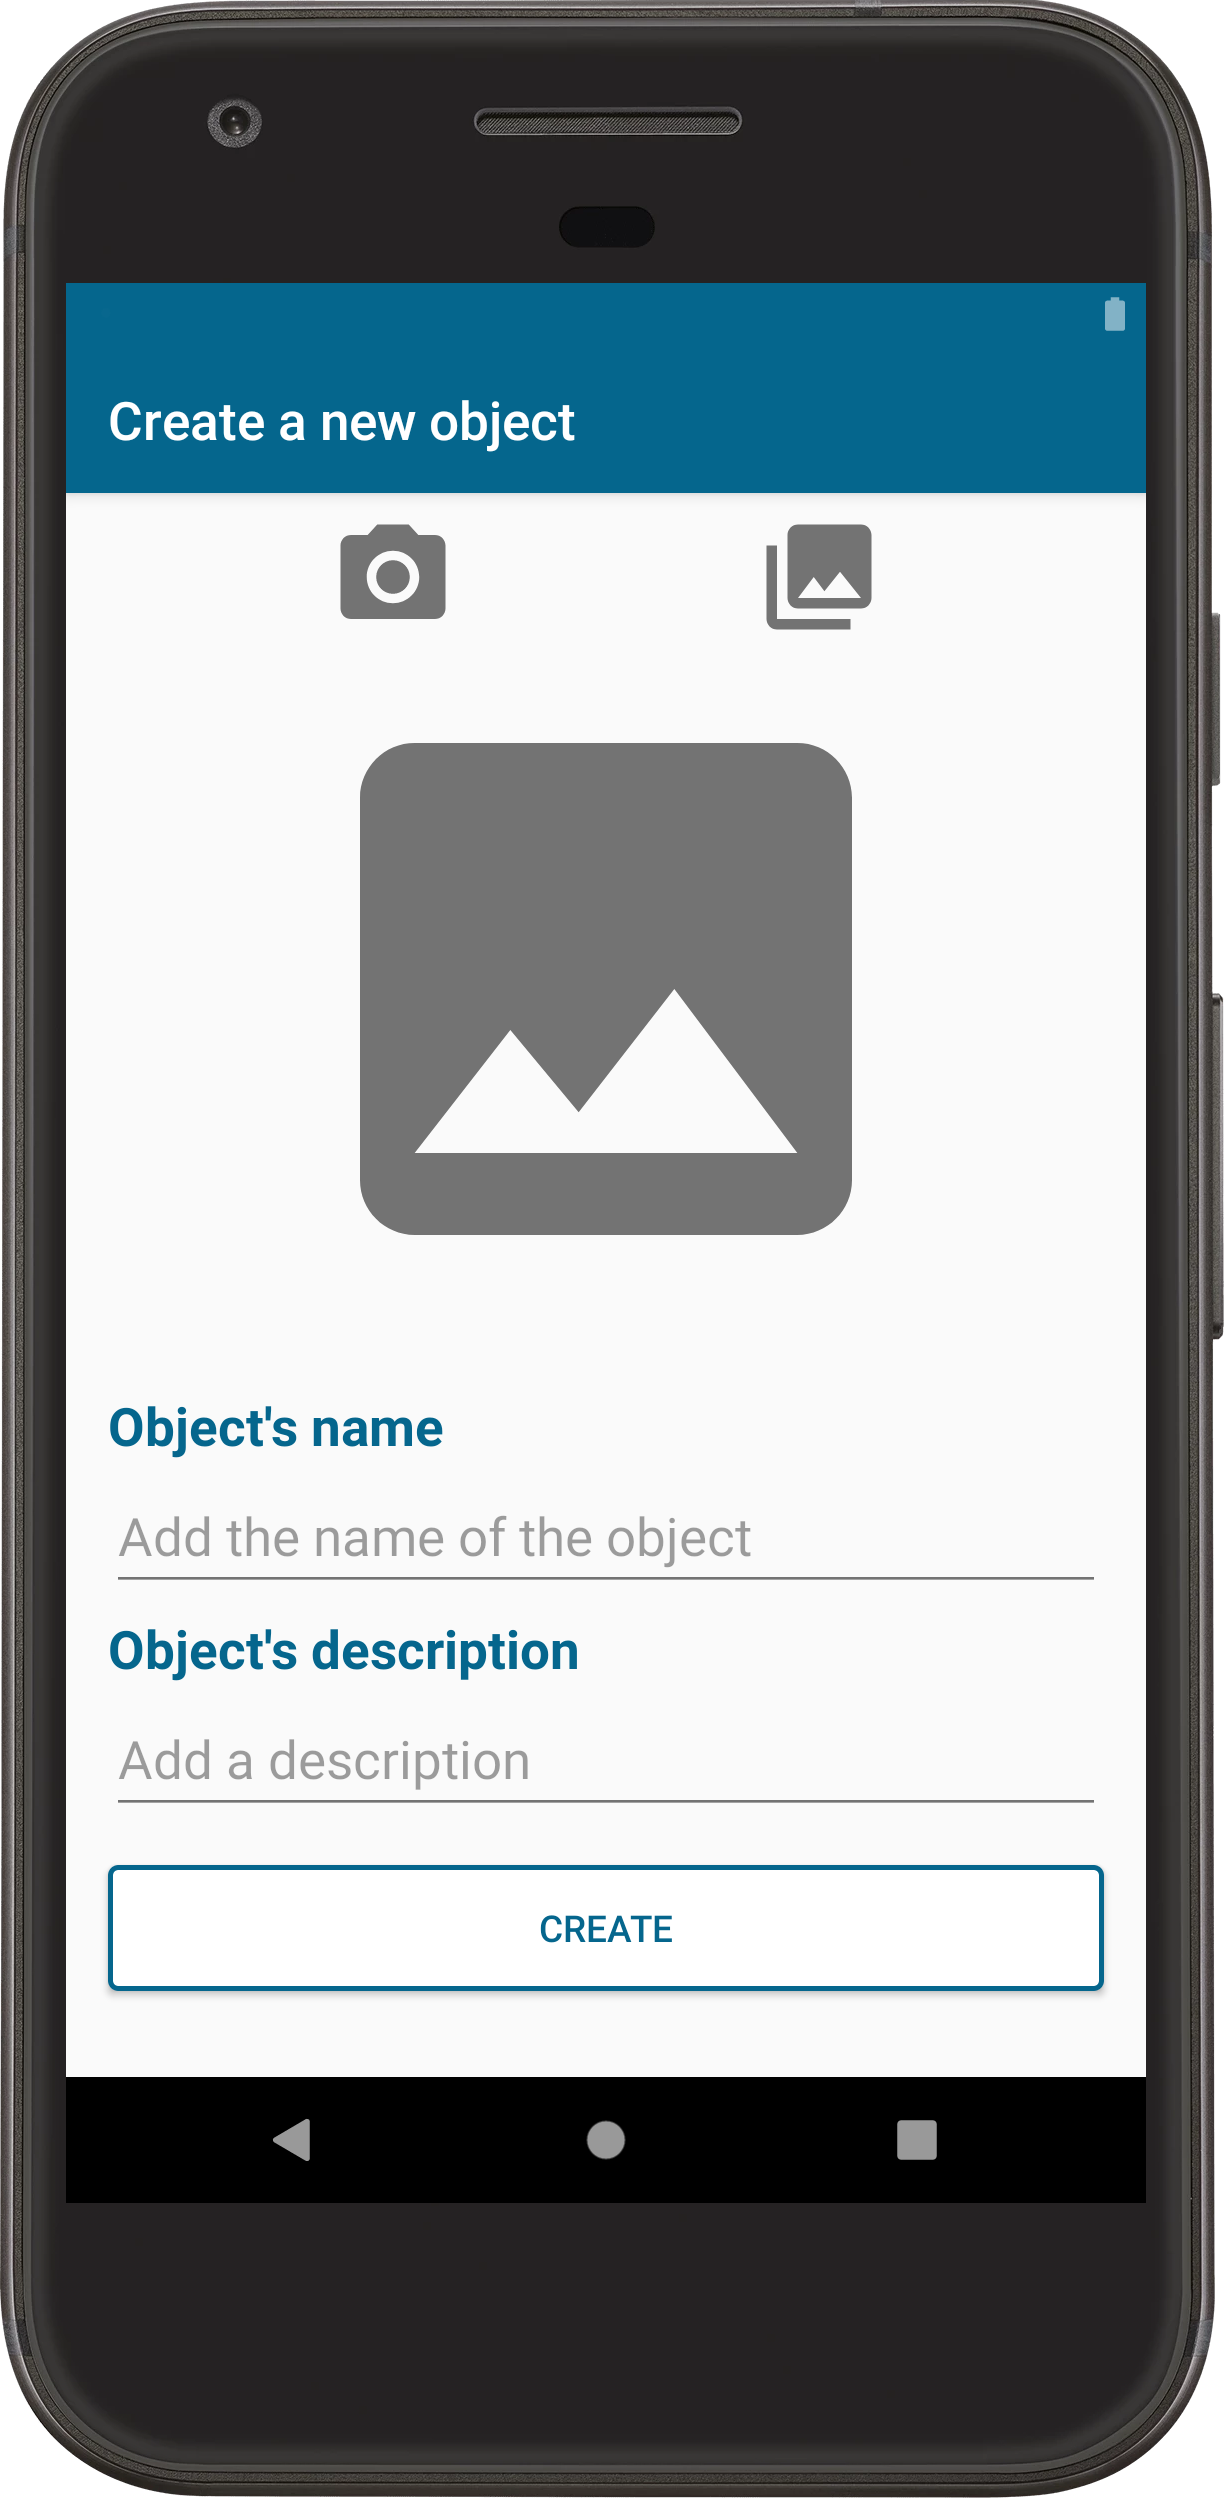 Create a new object
Object's name
Add the name of the object
Object's description
Add a description
CREATE